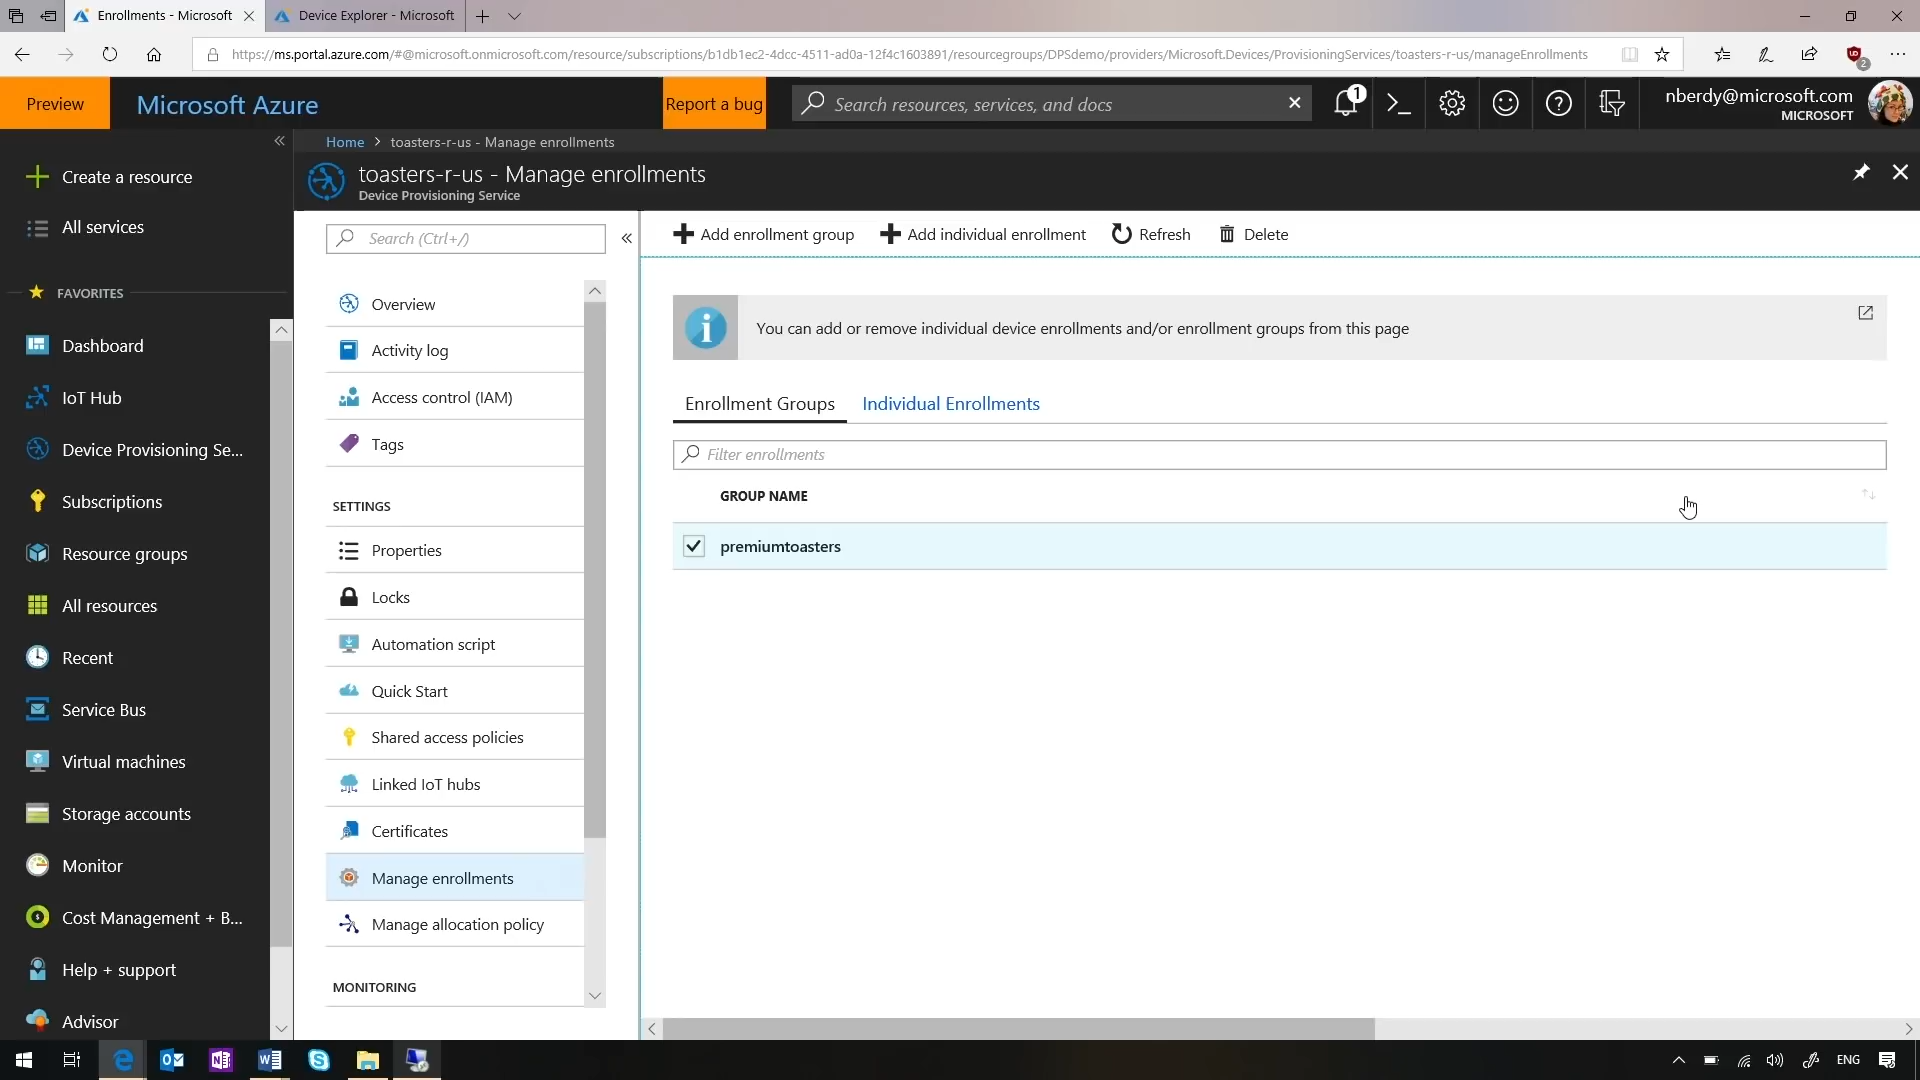 Enrollments - Microsoft
Device Explorer - Microsoft
https://ms.portal.azure.com/#@microsoft.onmicrosoft.com/resource/subscriptions/b1db1ec2-4dcc-4511-ad0a-12f4c1603891/resourcegroups/DPSdemo/providers/Microsoft.Devices/ProvisioningServices/toasters-r-us/manageEnrollments
2
Preview
Microsoft Azure
Report a bug
Search resources, services, and docs
1
nberdy@microsoft.com
MICROSOFT
Home > toasters-r-us - Manage enrollments
toasters-r-us - Manage enrollments
Device Provisioning Service
Create a resource
All services
FAVORITES
Dashboard
IoT Hub
Device Provisioning Se...
Subscriptions
Resource groups
All resources
Recent
Service Bus
Virtual machines
Storage accounts
Monitor
Cost Management + B...
Help + support
Advisor
Search (Ctrl+/)
Overview
Activity log
Access control (IAM)
Tags
SETTINGS
Properties
Locks
Automation script
Quick Start
Shared access policies
Linked IoT hubs
Certificates
Manage enrollments
Manage allocation policy
MONITORING
Add enrollment group
Add individual enrollment
Refresh
Delete
You can add or remove individual device enrollments and/or enrollment groups from this page
Enrollment Groups
Individual Enrollments
Filter enrollments
GROUP NAME
premiumtoasters
ENG